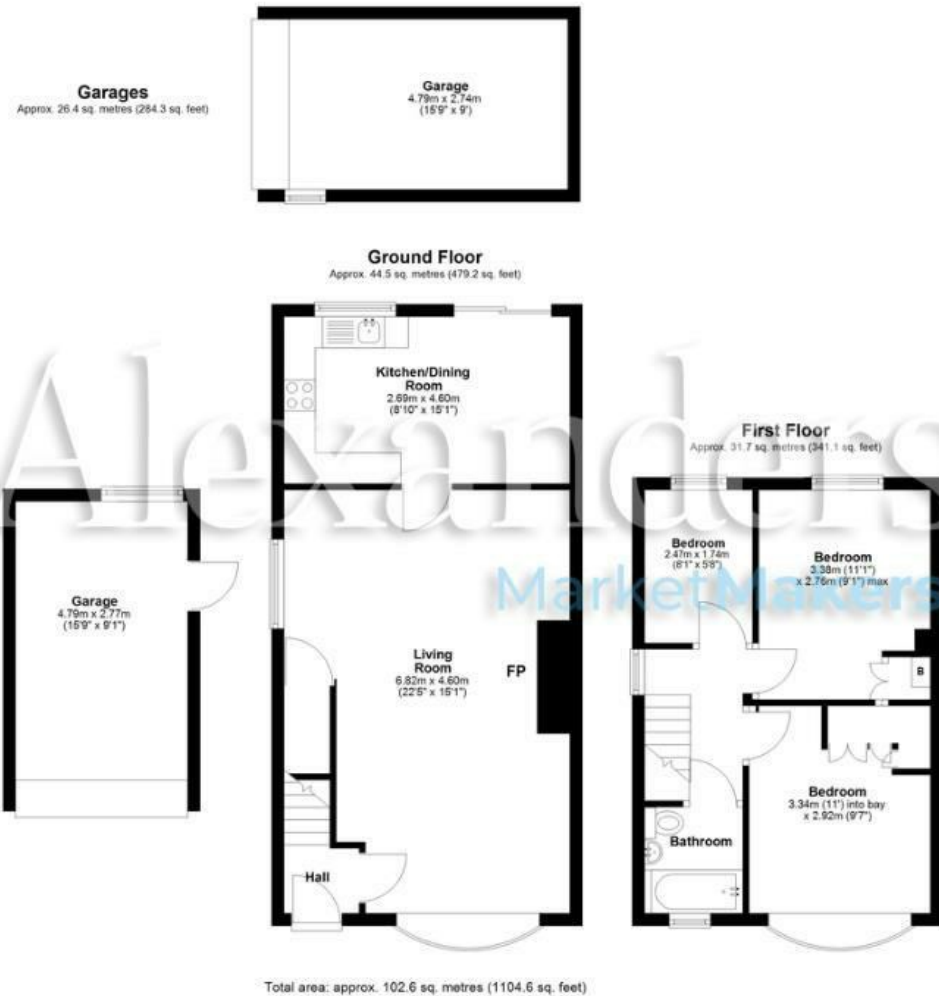 Garages
Approx. 26.4 sq. metres (284.3 sq. feet)
Garage
4.79m x 2.74m
(15'9" x 9')
Ground Floor
Approx. 44.5 sq. metres (479.2 sq. feet)
Kitchen/Dining
Room
2.69m x 4.60m
(8'10" x 15'1")
Alexanders
First Floor
Approx. 31.7 sq. metres (341.1 sq. feet)
Garage
4.79m x 2.77m
(15'9" x 9'1")
Bedroom
2.47m x 1.74m
(8'1" x 5'8")
Bedroom
3.38m (11'1")
x 2.76m (9'1") max
Market Makers
Living
Room
6.82m x 4.60m
(22'5" x 15'1")
FP
B
Bedroom
3.34m (11') into bay
x 2.92m (9'7")
Bathroom
Hall
Total area: approx. 102.6 sq. metres (1104.6 sq. feet)